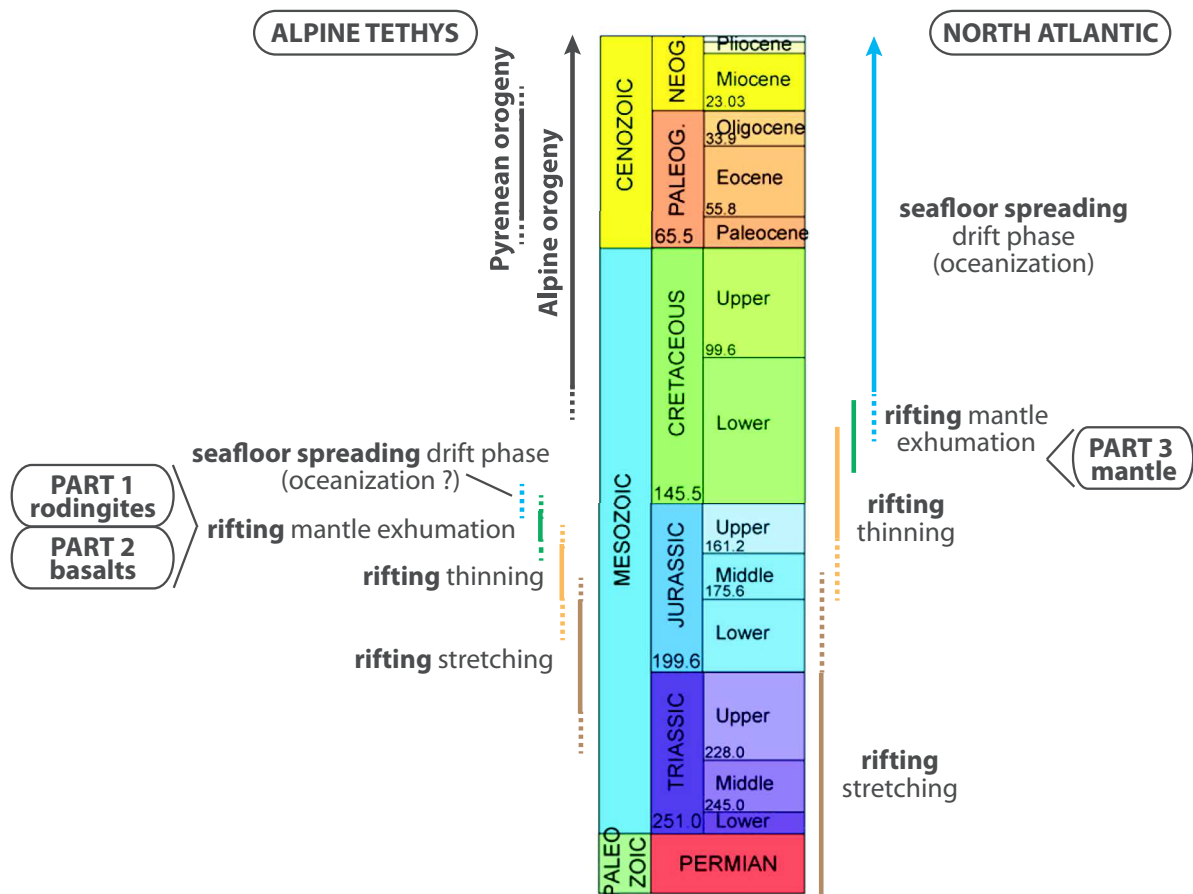 ALPINE TETHYS
NORTH ATLANTIC
Pyrenean orogeny
Alpine orogeny
seafloor spreading drift phase
(oceanization ?)
PART 1
rodingites
PART 2
basalts
rifting mantle exhumation
rifting thinning
rifting stretching
CENOZOIC
MESOZOIC
PALEO
ZOIC
NEOG.
PALEOG.
65.5
CRETACEOUS
145.5
JURASSIC
199.6
TRIASSIC
251.0
PERMIAN
Pliocene
Miocene
23.03
Oligocene
33.9
Eocene
55.8
Paleocene
Upper
99.6
Lower
Upper
161.2
Middle
175.6
Lower
Upper
228.0
Middle
245.0
Lower
seafloor spreading
drift phase
(oceanization)
rifting mantle
exhumation
PART 3
mantle
rifting
thinning
rifting
stretching